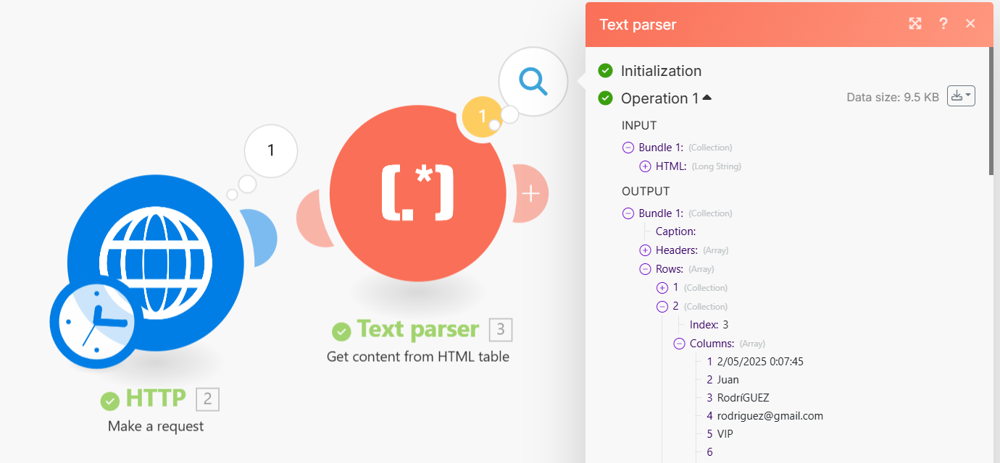 1
1
[.*]
Text parser 3
Get content from HTML table
HTTP 2
Make a request
Text parser
?
Initialization
Operation 1
Data size: 9.5 KB
INPUT
Bundle 1: (Collection)
HTML: (Long String)
OUTPUT
Bundle 1: (Collection)
Caption:
Headers: (Array)
Rows: (Array)
1 (Collection)
2 (Collection)
Index: 3
Columns: (Array)
1 2/05/2025 0:07:45
2 Juan
3 RodríGUEZ
4 rodriguez@gmail.com
5 VIP
6